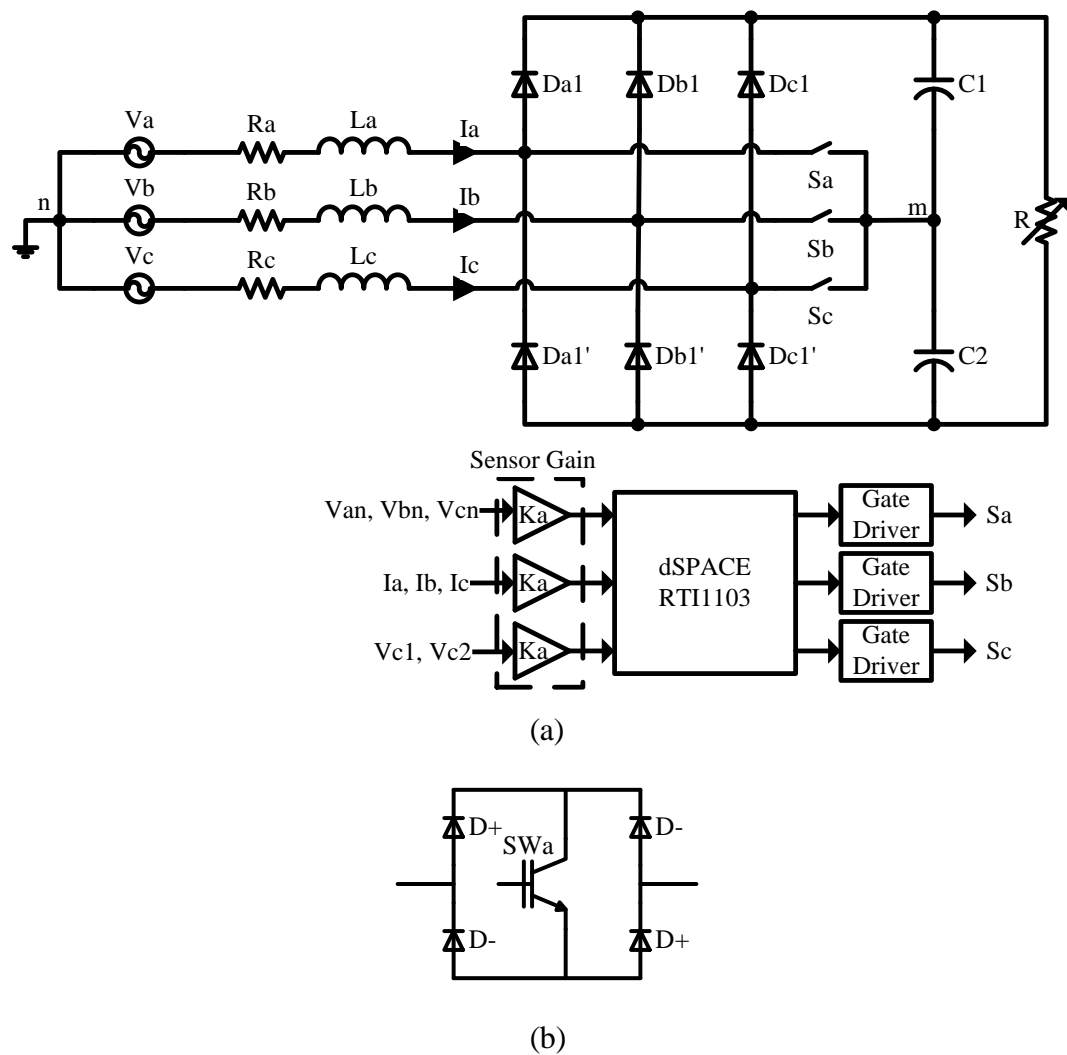 Da1
Db1
Dc1
C1
Va
Ra
La
Ia
Sa
n
Vb
Rb
Lb
Ib
Sb
m
R
Vc
Rc
Lc
Ic
Sc
Da1'
Db1'
Dc1'
C2
Sensor Gain
Van, Vbn, Vcn
Ka
Ia, Ib, Ic
Ka
Vc1, Vc2
Ka
dSPACE
RTI1103
Gate
Driver
Sa
Gate
Driver
Sb
Gate
Driver
Sc
(a)
D+
SWa
D-
D-
D+
(b)